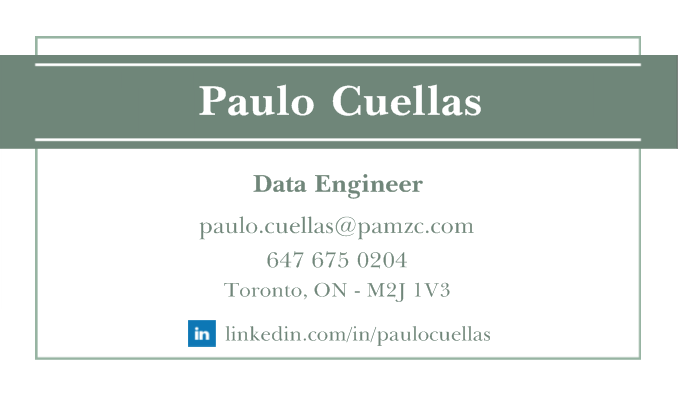 Paulo Cuellas
Data Engineer
paulo.cuellas@pamzc.com
647 675 0204
Toronto, ON - M2J 1V3
in linkedin.com/in/paulocuellas